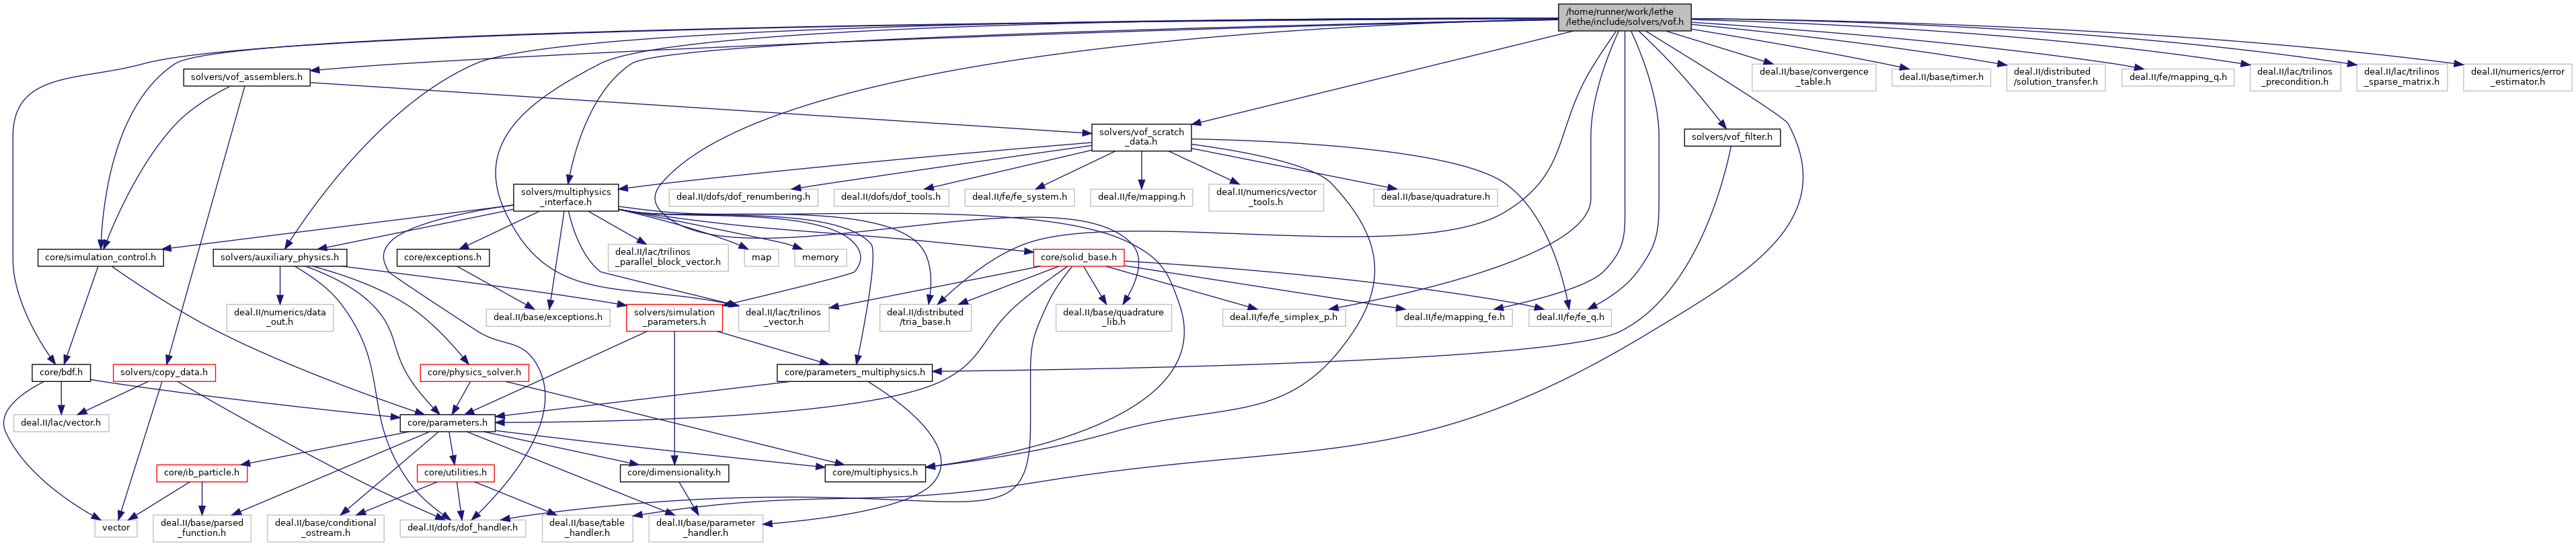 /home/runner/work/lethe
/lethe/include/solvers/vof.h
solvers/vof_assemblers.h
deal.II/base/convergence
_table.h
deal.II/base/timer.h
deal.II/distributed
/solution_transfer.h
deal.II/fe/mapping_q.h
deal.II/lac/trilinos
_precondition.h
deal.II/lac/trilinos
_sparse_matrix.h
deal.II/numerics/error
_estimator.h
solvers/vof_scratch
_data.h
solvers/vof_filter.h
solvers/multiphysics
_interface.h
deal.II/dofs/dof_renumbering.h
deal.II/dofs/dof_tools.h
deal.II/fe/fe_system.h
deal.II/fe/mapping.h
deal.II/numerics/vector
_tools.h
deal.II/base/quadrature.h
core/simulation_control.h
solvers/auxiliary_physics.h
core/exceptions.h
deal.II/lac/trilinos
_parallel_block_vector.h
map
memory
core/solid_base.h
deal.II/numerics/data
_out.h
deal.II/base/exceptions.h
solvers/simulation
_parameters.h
deal.II/lac/trilinos
_vector.h
deal.II/distributed
/tria_base.h
deal.II/base/quadrature
_lib.h
deal.II/fe/fe_simplex_p.h
deal.II/fe/mapping_fe.h
deal.II/fe/fe_q.h
core/bdf.h
solvers/copy_data.h
core/physics_solver.h
core/parameters_multiphysics.h
deal.II/lac/vector.h
core/parameters.h
core/ib_particle.h
core/utilities.h
core/dimensionality.h
core/multiphysics.h
vector
deal.II/base/parsed
_function.h
deal.II/base/conditional
_ostream.h
deal.II/dofs/dof_handler.h
deal.II/base/table
_handler.h
deal.II/base/parameter
_handler.h